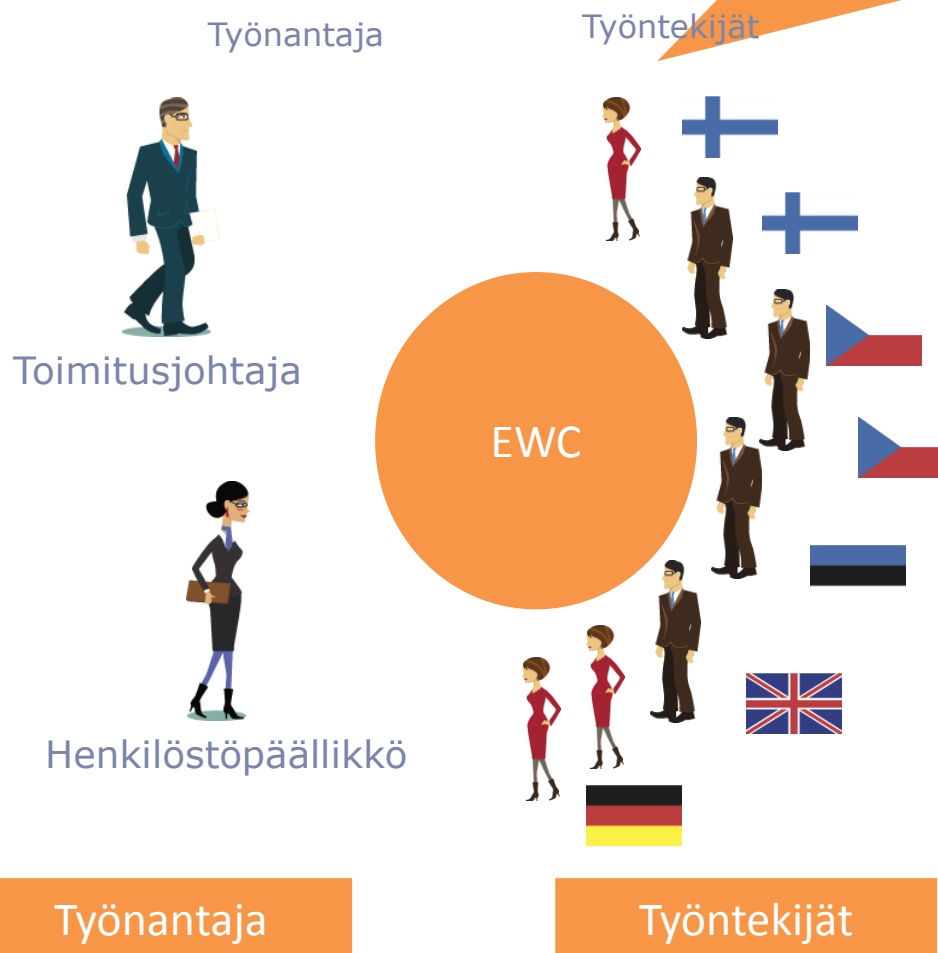 Työnantaja
Työntekijät
Toimitusjohtaja
EWC
Henkilöstöpäällikkö
Työnantaja
Työntekijät